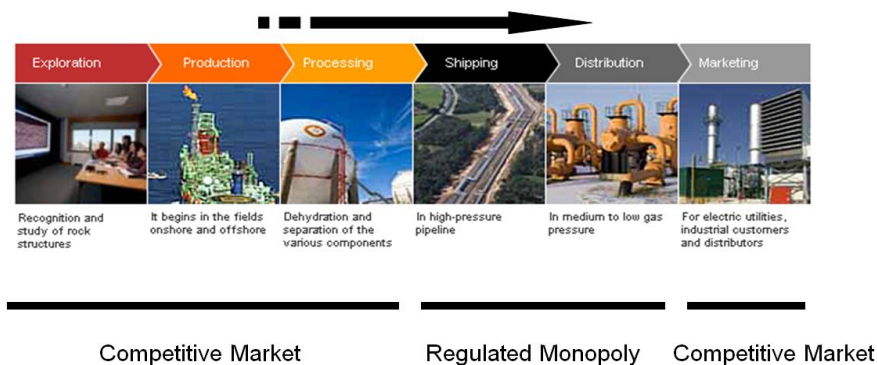 Exploration
Production
Processing
Shipping
Distribution
Marketing
Recognition and
study of rock
structures
It begins in the fields
onshore and offshore
Dehydration and
separation of the
various components
In high-pressure
pipeline
In medium to low gas
pressure
For electric utilities,
industrial customers
and distributors
Competitive Market
Regulated Monopoly
Competitive Market